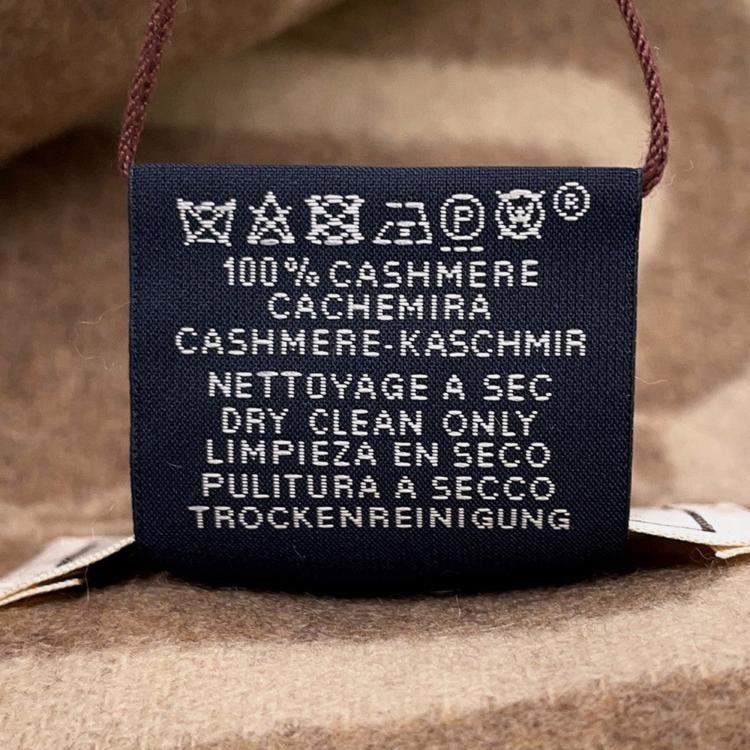 P W ®
100% CASHMERE
CACHEMIRA
CASHMERE-KASCHMIR
NETTOYAGE A SEC
DRY CLEAN ONLY
LIMPIEZA EN SECO
PULITURA A SECCO
TROCKENREINIGUNG